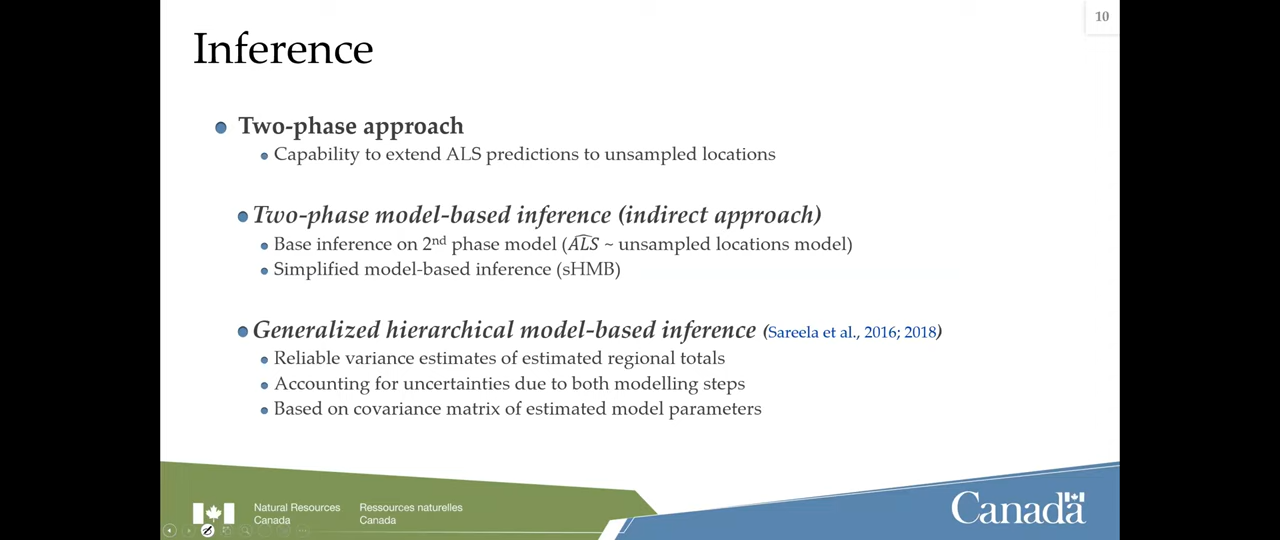 10
Inference
Two-phase approach
Capability to extend ALS predictions to unsampled locations
Two-phase model-based inference (indirect approach)
Base inference on 2nd phase model (A͡LS ~ unsampled locations model)
Simplified model-based inference (sHMB)
Generalized hierarchical model-based inference (Sareela et al., 2016; 2018)
Reliable variance estimates of estimated regional totals
Accounting for uncertainties due to both modelling steps
Based on covariance matrix of estimated model parameters
Natural Resources Canada
Ressources naturelles Canada
Canada